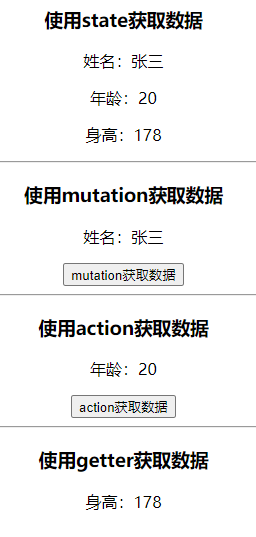 使用state获取数据
姓名：张三
年龄：20
身高：178
使用mutation获取数据
姓名：张三
mutation获取数据
使用action获取数据
年龄：20
action获取数据
使用getter获取数据
身高：178